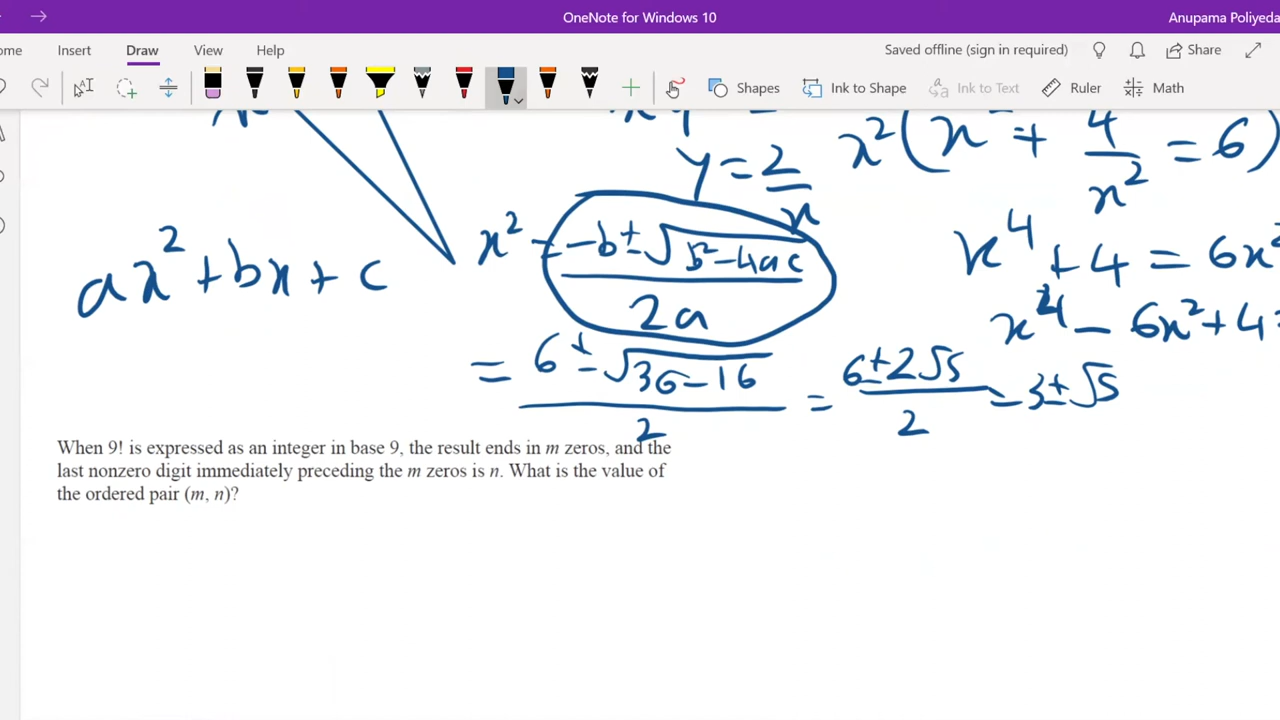 OneNote for Windows 10
Anupama Poliyeda
ome Insert Draw View Help
Saved offline (sign in required) Share
Shapes Ink to Shape Ink to Text Ruler Math
y = 2/x
x²(x² + 4/x² = 6)
ax² + bx + c
x² = (-b ± √(b² - 4ac))/2a
x⁴ + 4 = 6x²
x⁴ - 6x² + 4 =
= (6 ± √(36 - 16))/2 = (6 ± 2√5)/2 = 3 ± √5
When 9! is expressed as an integer in base 9, the result ends in m zeros, and the
last nonzero digit immediately preceding the m zeros is n. What is the value of
the ordered pair (m, n)?